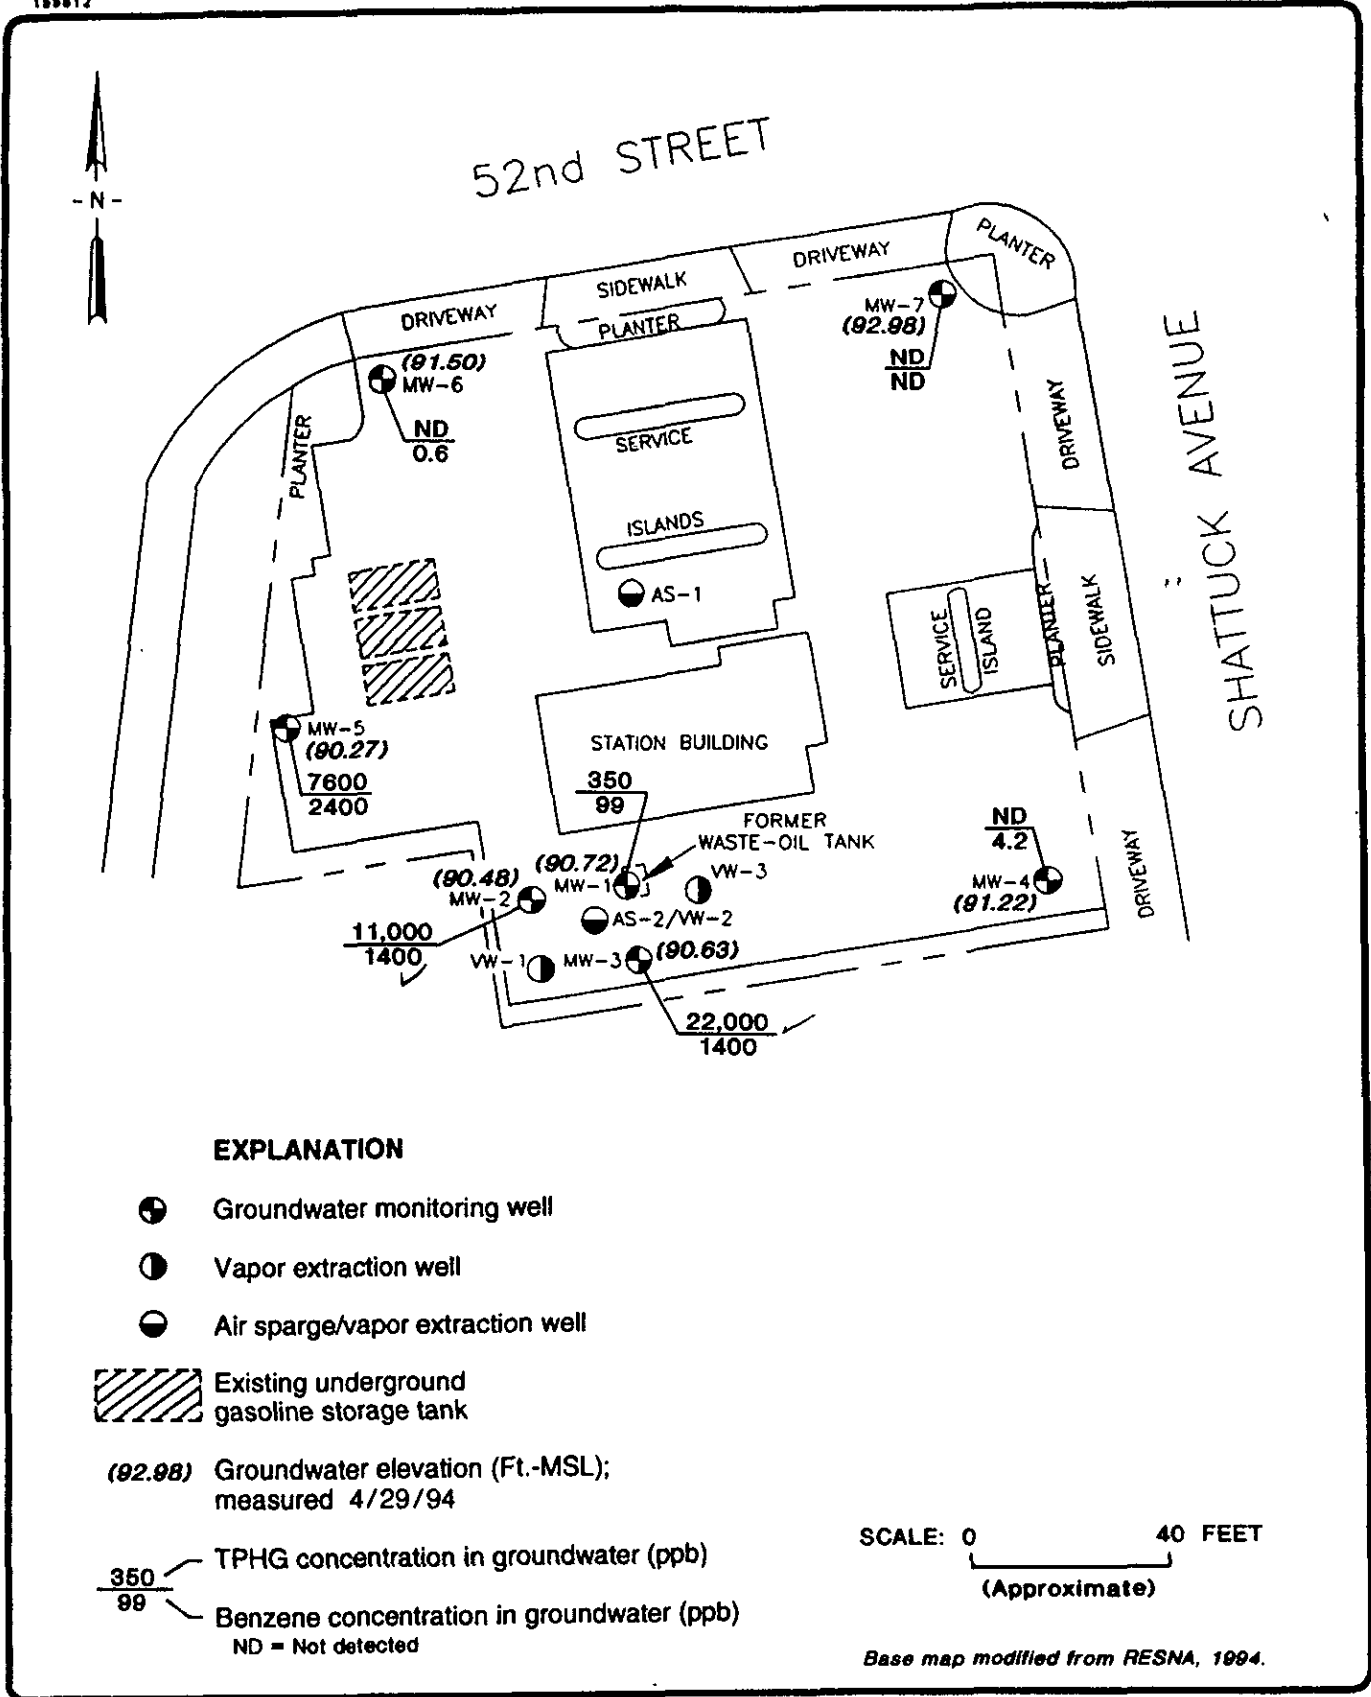 52nd STREET
- N -
PLANTER
DRIVEWAY
SIDEWALK
DRIVEWAY
PLANTER
MW-7
(92.98)
ND
ND
(91.50)
MW-6
ND
0.6
PLANTER
SERVICE
ISLANDS
AS-1
DRIVEWAY
SHATTUCK AVENUE
SERVICE
ISLAND
PLANTER
SIDEWALK
MW-5
(90.27)
7600
2400
STATION BUILDING
350
99
FORMER
WASTE-OIL TANK
ND
4.2
MW-4
(91.22)
DRIVEWAY
(90.48)
MW-2
(90.72)
MW-1
VW-3
AS-2/VW-2
11,000
1400
VW-1
MW-3
(90.63)
22,000
1400
EXPLANATION
Groundwater monitoring well
Vapor extraction well
Air sparge/vapor extraction well
Existing underground
gasoline storage tank
(92.98) Groundwater elevation (Ft.-MSL);
measured 4/29/94
350
99
TPHG concentration in groundwater (ppb)
Benzene concentration in groundwater (ppb)
ND = Not detected
SCALE: 0 40 FEET
(Approximate)
Base map modified from RESNA, 1994.